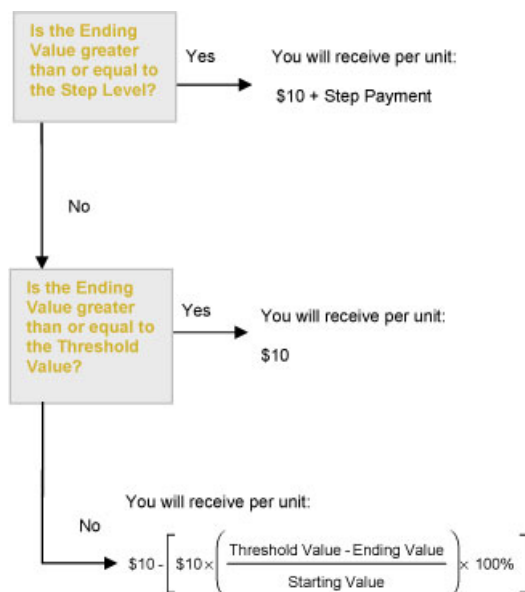 Is the Ending
Value greater
than or equal to
the Step Level?
Yes
You will receive per unit:
$10 + Step Payment
No
Is the Ending
Value greater
than or equal to
the Threshold
Value?
Yes
You will receive per unit:
$10
You will receive per unit:
No
$10 - [ $10 × ( Threshold Value - Ending Value / Starting Value ) × 100% ]